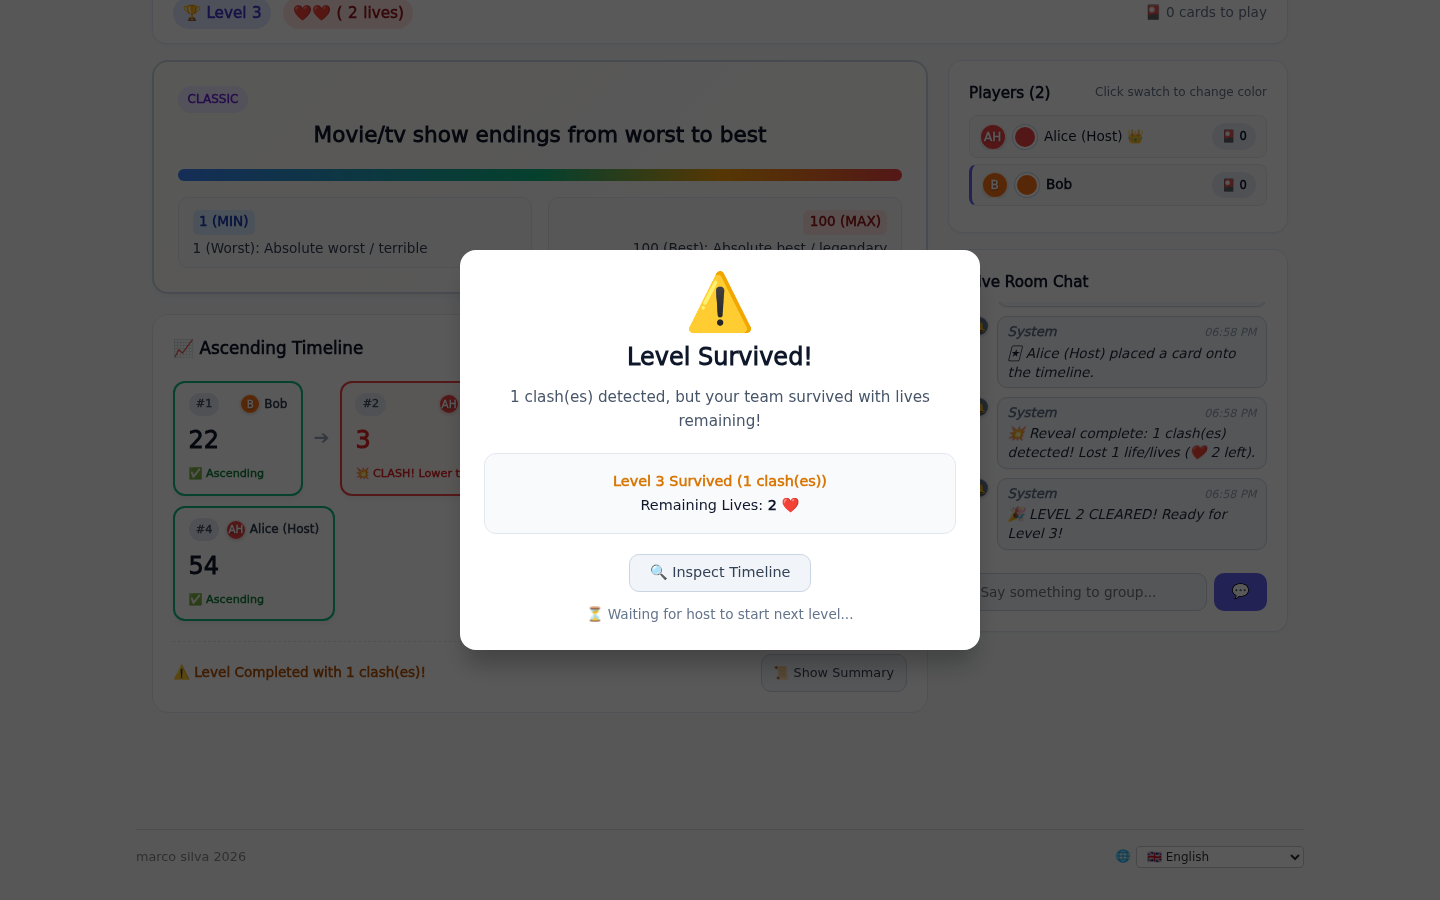 🏆 Level 3
❤️❤️ ( 2 lives)
🎴 0 cards to play
CLASSIC
Movie/tv show endings from worst to best
1 (MIN)
1 (Worst): Absolute worst / terrible
100 (MAX)
100 (Best): Absolute best / legendary
Players (2)
Click swatch to change color
AH Alice (Host) 👑 🎴 0
B Bob 🎴 0
📈 Ascending Timeline
#1 B Bob
22
✅ Ascending
→
#2 AH
3
💥 CLASH! Lower
#4 AH Alice (Host)
54
✅ Ascending
⚠️ Level Completed with 1 clash(es)!
📜 Show Summary
⚠️
Level Survived!
1 clash(es) detected, but your team survived with lives
remaining!
Level 3 Survived (1 clash(es))
Remaining Lives: 2 ❤️
🔍 Inspect Timeline
⏳ Waiting for host to start next level...
Room Chat
System 06:58 PM
🃏 Alice (Host) placed a card onto
the timeline.
System 06:58 PM
💥 Reveal complete: 1 clash(es)
detected! Lost 1 life/lives (❤️ 2 left).
System 06:58 PM
🎉 LEVEL 2 CLEARED! Ready for
Level 3!
Say something to group...
💬
marco silva 2026
🌐 🇬🇧 English